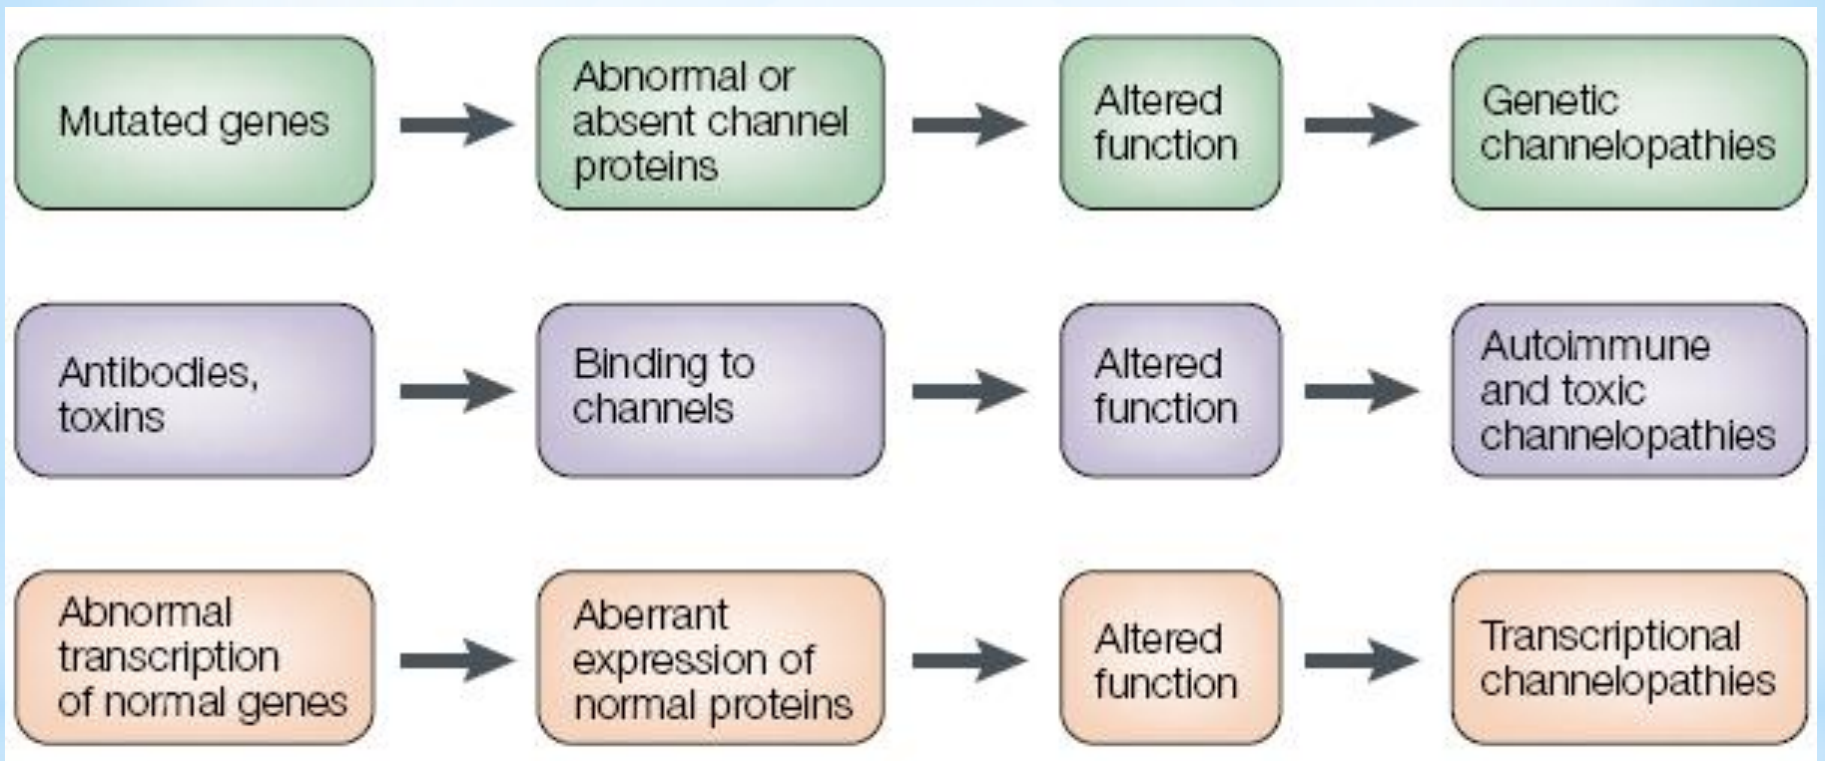 Mutated genes
Abnormal or
absent channel
proteins
Altered
function
Genetic
channelopathies
Antibodies,
toxins
Binding to
channels
Altered
function
Autoimmune
and toxic
channelopathies
Abnormal
transcription
of normal genes
Aberrant
expression of
normal proteins
Altered
function
Transcriptional
channelopathies